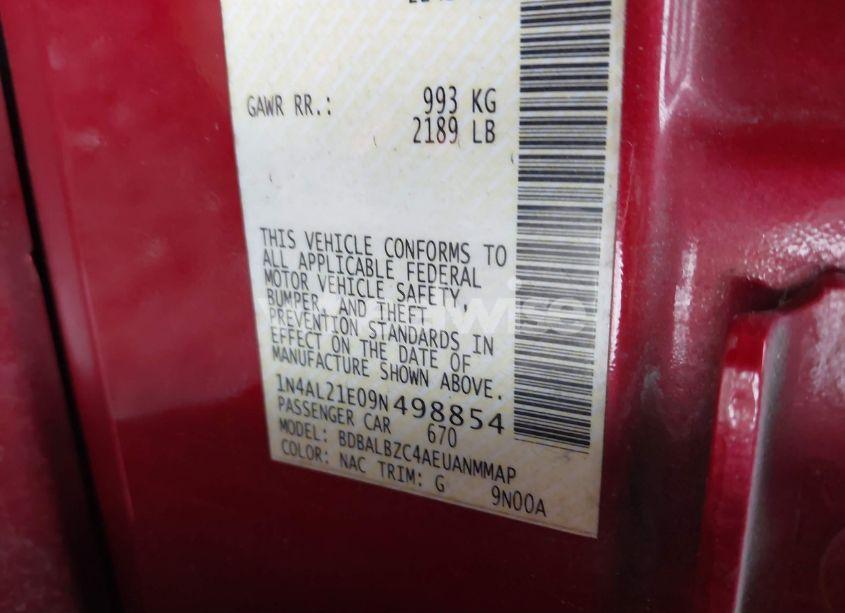 GAWR RR.: 993 KG
2189 LB
THIS VEHICLE CONFORMS TO
ALL APPLICABLE FEDERAL
MOTOR VEHICLE SAFETY,
BUMPER, AND THEFT
PREVENTION STANDARDS IN
EFFECT ON THE DATE OF
MANUFACTURE SHOWN ABOVE.
1N4AL21E09N498854
PASSENGER CAR 670
MODEL: BDBALBZC4AEUANMMAP
COLOR: NAC TRIM: G 9N00A